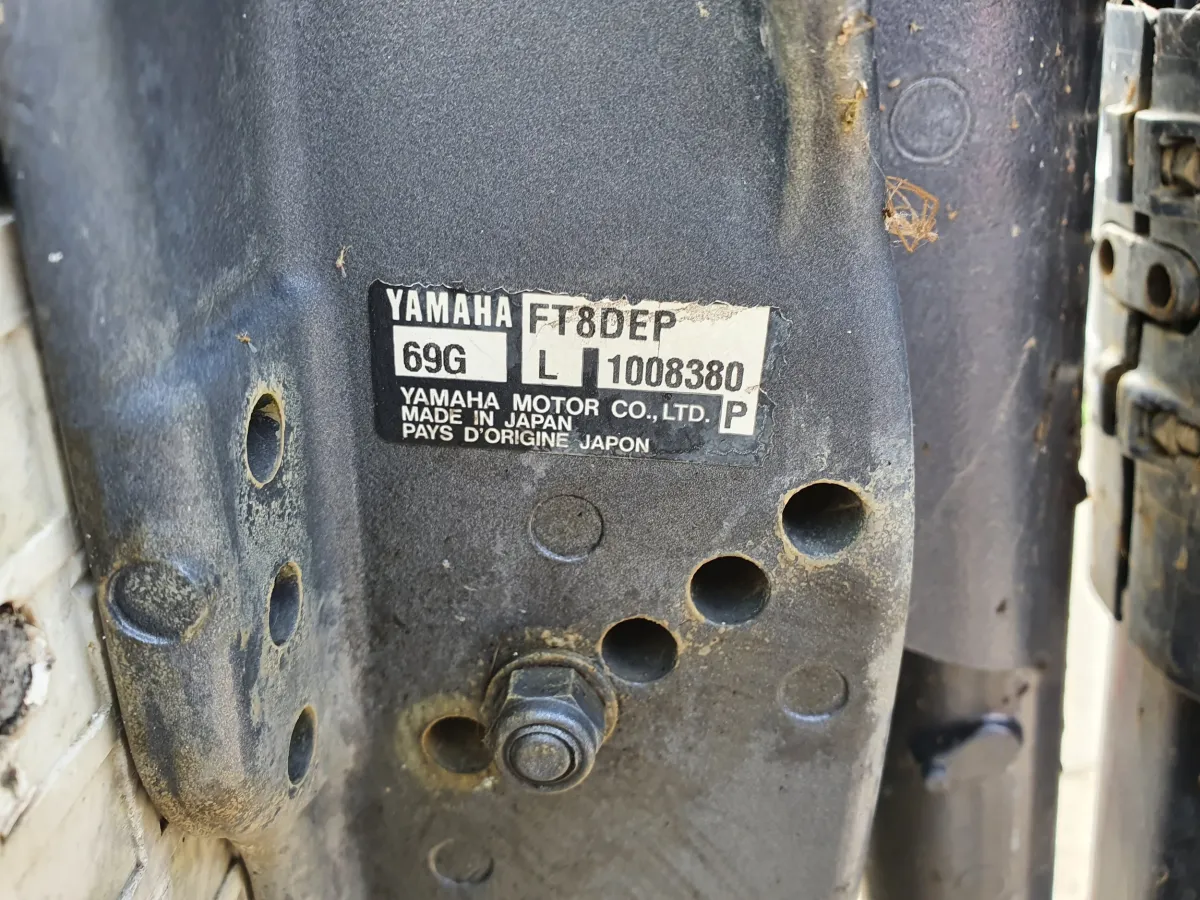 YAMAHA FT8DEP
69G L 1008380
YAMAHA MOTOR CO., LTD. P
MADE IN JAPAN
PAYS D'ORIGINE JAPON